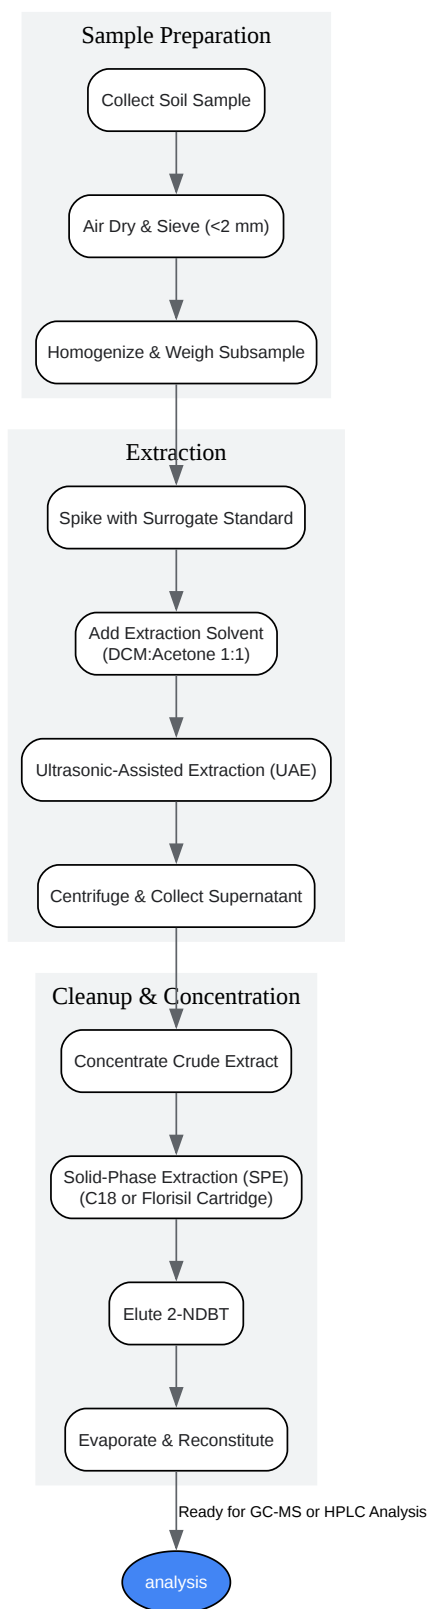 Sample Preparation
Collect Soil Sample
Air Dry & Sieve (<2 mm)
Homogenize & Weigh Subsample
Extraction
Spike with Surrogate Standard
Add Extraction Solvent
(DCM:Acetone 1:1)
Ultrasonic-Assisted Extraction (UAE)
Centrifuge & Collect Supernatant
Cleanup & Concentration
Concentrate Crude Extract
Solid-Phase Extraction (SPE)
(C18 or Florisil Cartridge)
Elute 2-NDBT
Evaporate & Reconstitute
Ready for GC-MS or HPLC Analysis
analysis